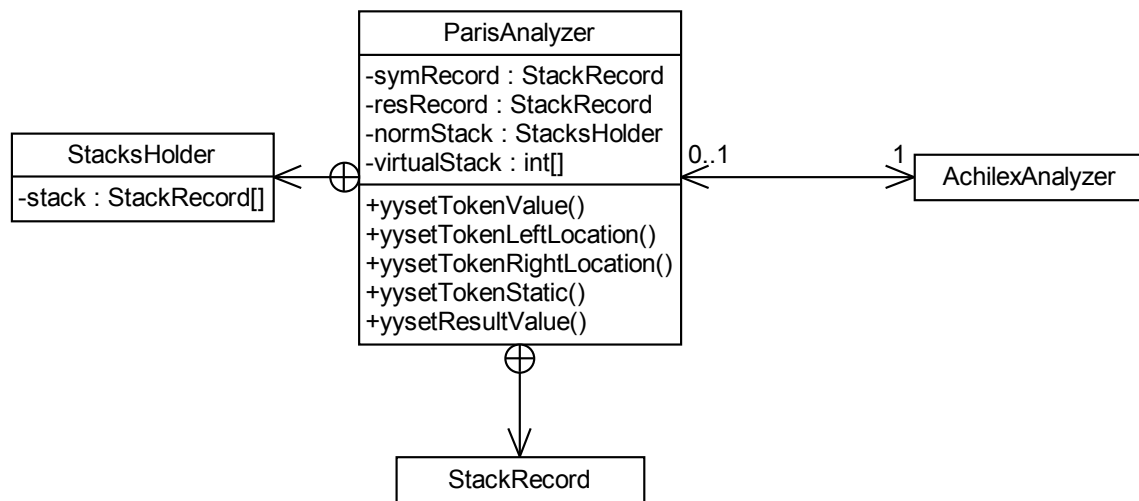 ParisAnalyzer
-symRecord : StackRecord
-resRecord : StackRecord
-normStack : StacksHolder
-virtualStack : int[]
+yysetTokenValue()
+yysetTokenLeftLocation()
+yysetTokenRightLocation()
+yysetTokenStatic()
+yysetResultValue()
StacksHolder
-stack : StackRecord[]
0..1
1
AchilexAnalyzer
StackRecord